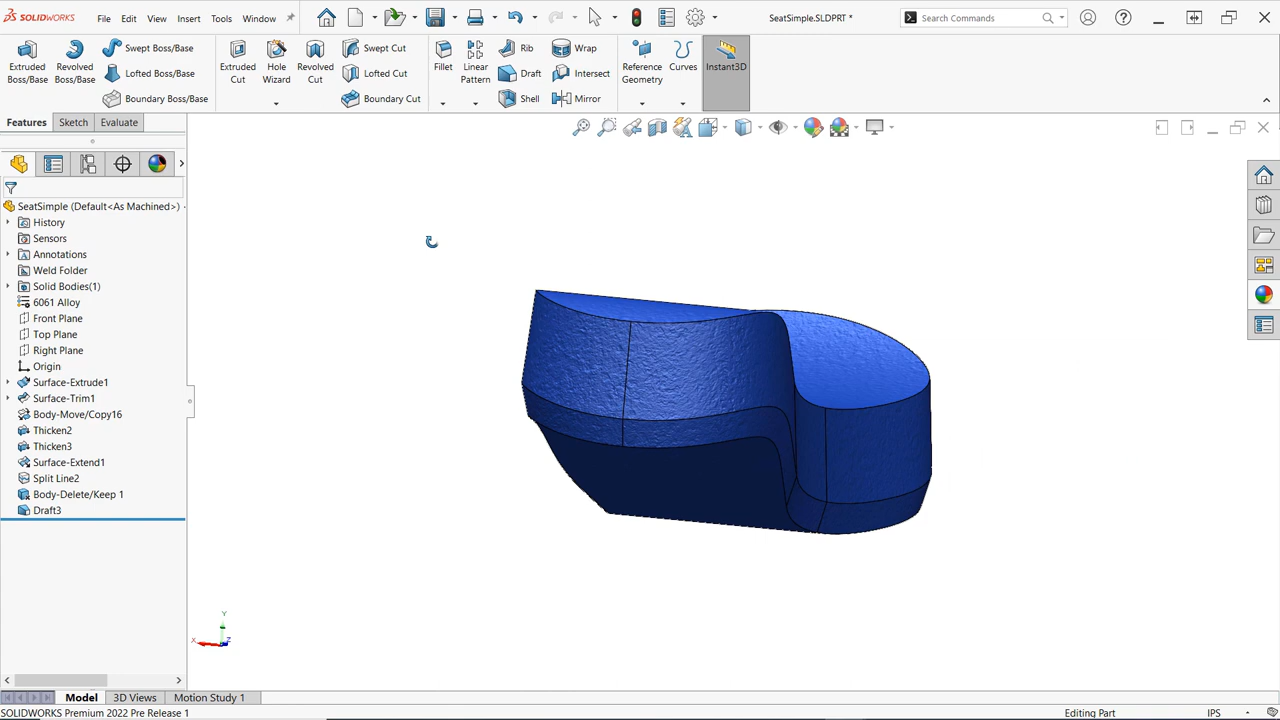 SOLIDWORKS File Edit View Insert Tools Window SeatSimple.SLDPRT * Search Commands
Extruded Boss/Base
Revolved Boss/Base
Swept Boss/Base
Lofted Boss/Base
Boundary Boss/Base
Extruded Cut
Hole Wizard
Revolved Cut
Swept Cut
Lofted Cut
Boundary Cut
Fillet
Linear Pattern
Rib
Draft
Shell
Wrap
Intersect
Mirror
Reference Geometry
Curves
Instant3D
Features Sketch Evaluate
SeatSimple (Default<As Machined>)
History
Sensors
Annotations
Weld Folder
Solid Bodies(1)
6061 Alloy
Front Plane
Top Plane
Right Plane
Origin
Surface-Extrude1
Surface-Trim1
Body-Move/Copy16
Thicken2
Thicken3
Surface-Extend1
Split Line2
Body-Delete/Keep 1
Draft3
Y
X Z
Model 3D Views Motion Study 1
SOLIDWORKS Premium 2022 Pre Release 1 Editing Part IPS